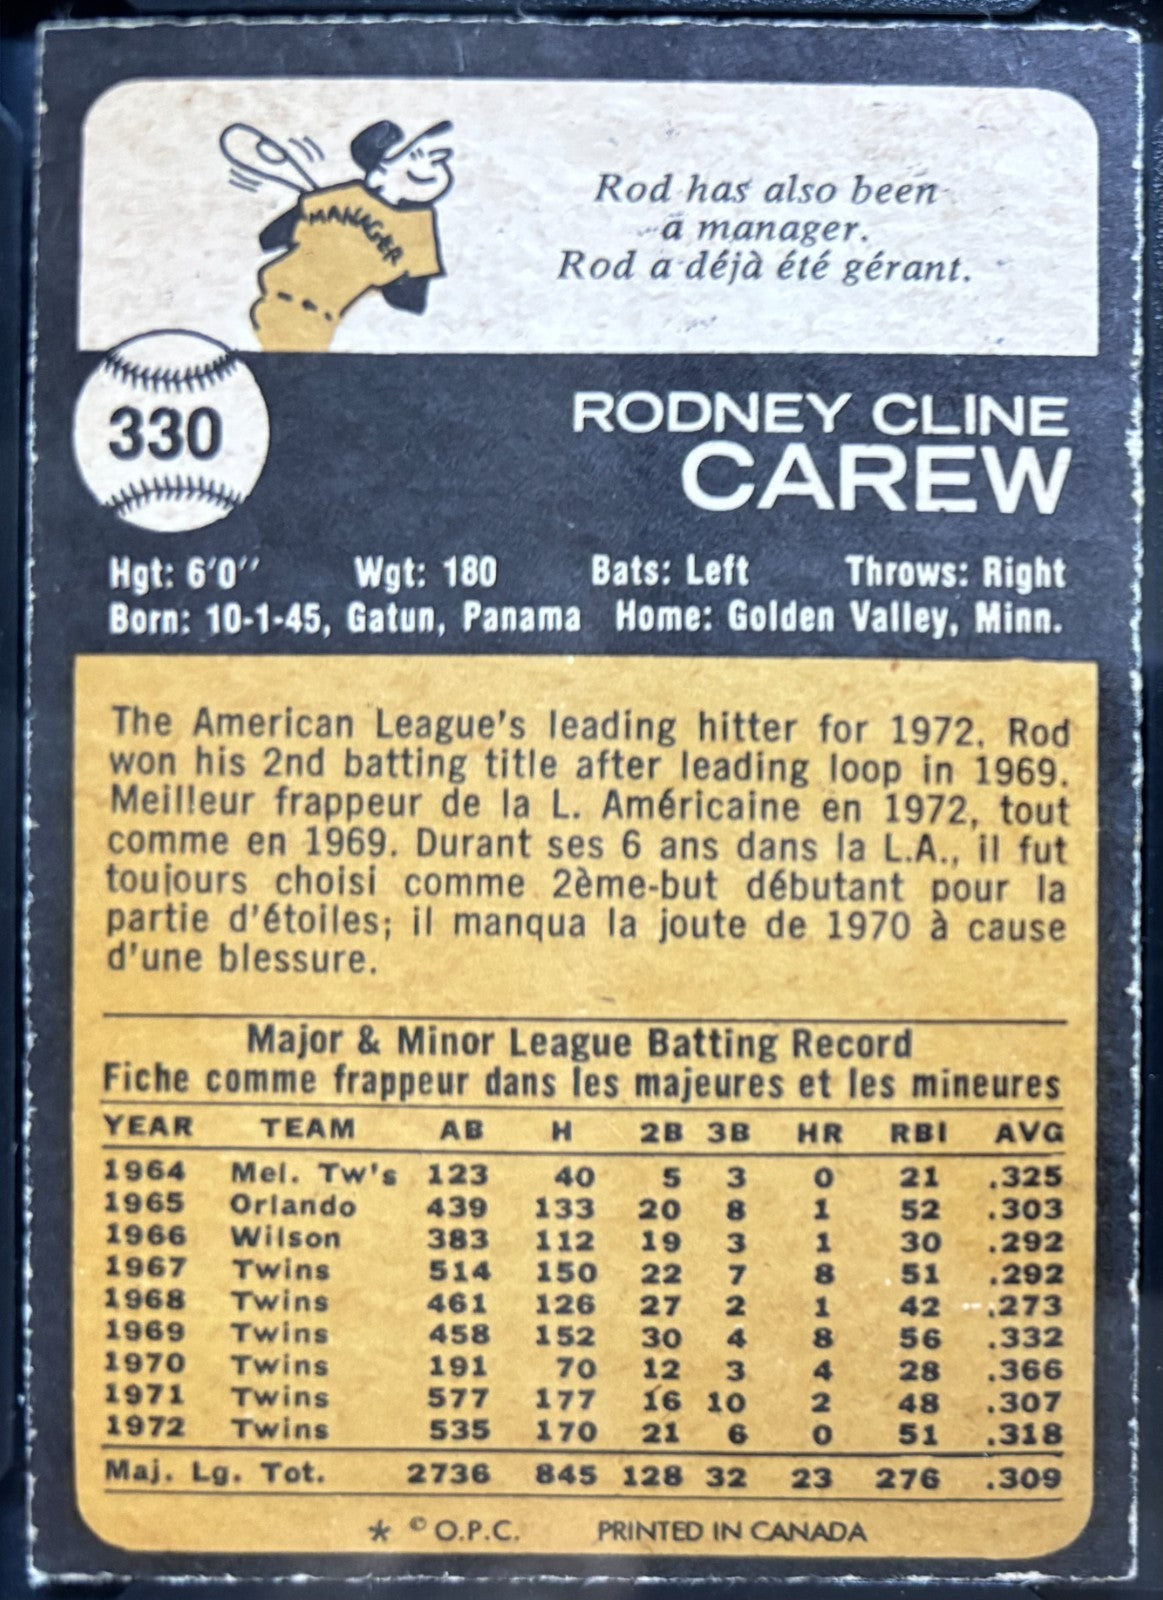 MANAGER
Rod has also been
a manager.
Rod a déjà été gérant.
330
RODNEY CLINE
CAREW
Hgt: 6'0'' Wgt: 180 Bats: Left Throws: Right
Born: 10-1-45, Gatun, Panama Home: Golden Valley, Minn.
The American League's leading hitter for 1972, Rod
won his 2nd batting title after leading loop in 1969.
Meilleur frappeur de la L. Américaine en 1972, tout
comme en 1969. Durant ses 6 ans dans la L.A., il fut
toujours choisi comme 2ème-but débutant pour la
partie d'étoiles; il manqua la joute de 1970 à cause
d'une blessure.
Major & Minor League Batting Record
Fiche comme frappeur dans les majeures et les mineures
YEAR TEAM AB H 2B 3B HR RBI AVG
1964 Mel. Tw's 123 40 5 3 0 21 .325
1965 Orlando 439 133 20 8 1 52 .303
1966 Wilson 383 112 19 3 1 30 .292
1967 Twins 514 150 22 7 8 51 .292
1968 Twins 461 126 27 2 1 42 .273
1969 Twins 458 152 30 4 8 56 .332
1970 Twins 191 70 12 3 4 28 .366
1971 Twins 577 177 16 10 2 48 .307
1972 Twins 535 170 21 6 0 51 .318
Maj. Lg. Tot. 2736 845 128 32 23 276 .309
* © O.P.C. PRINTED IN CANADA